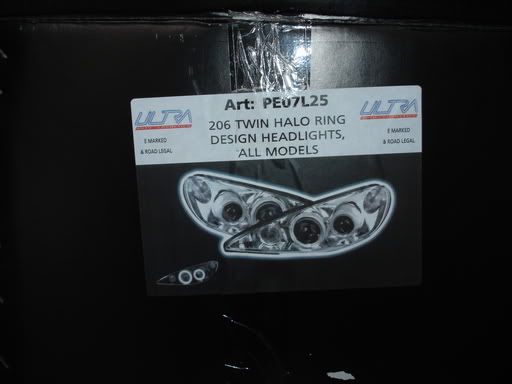 Art: PE07L25
ULTRA
E MARKED
& ROAD LEGAL
206 TWIN HALO RING
DESIGN HEADLIGHTS,
ALL MODELS
ULTRA
E MARKED
& ROAD LEGAL